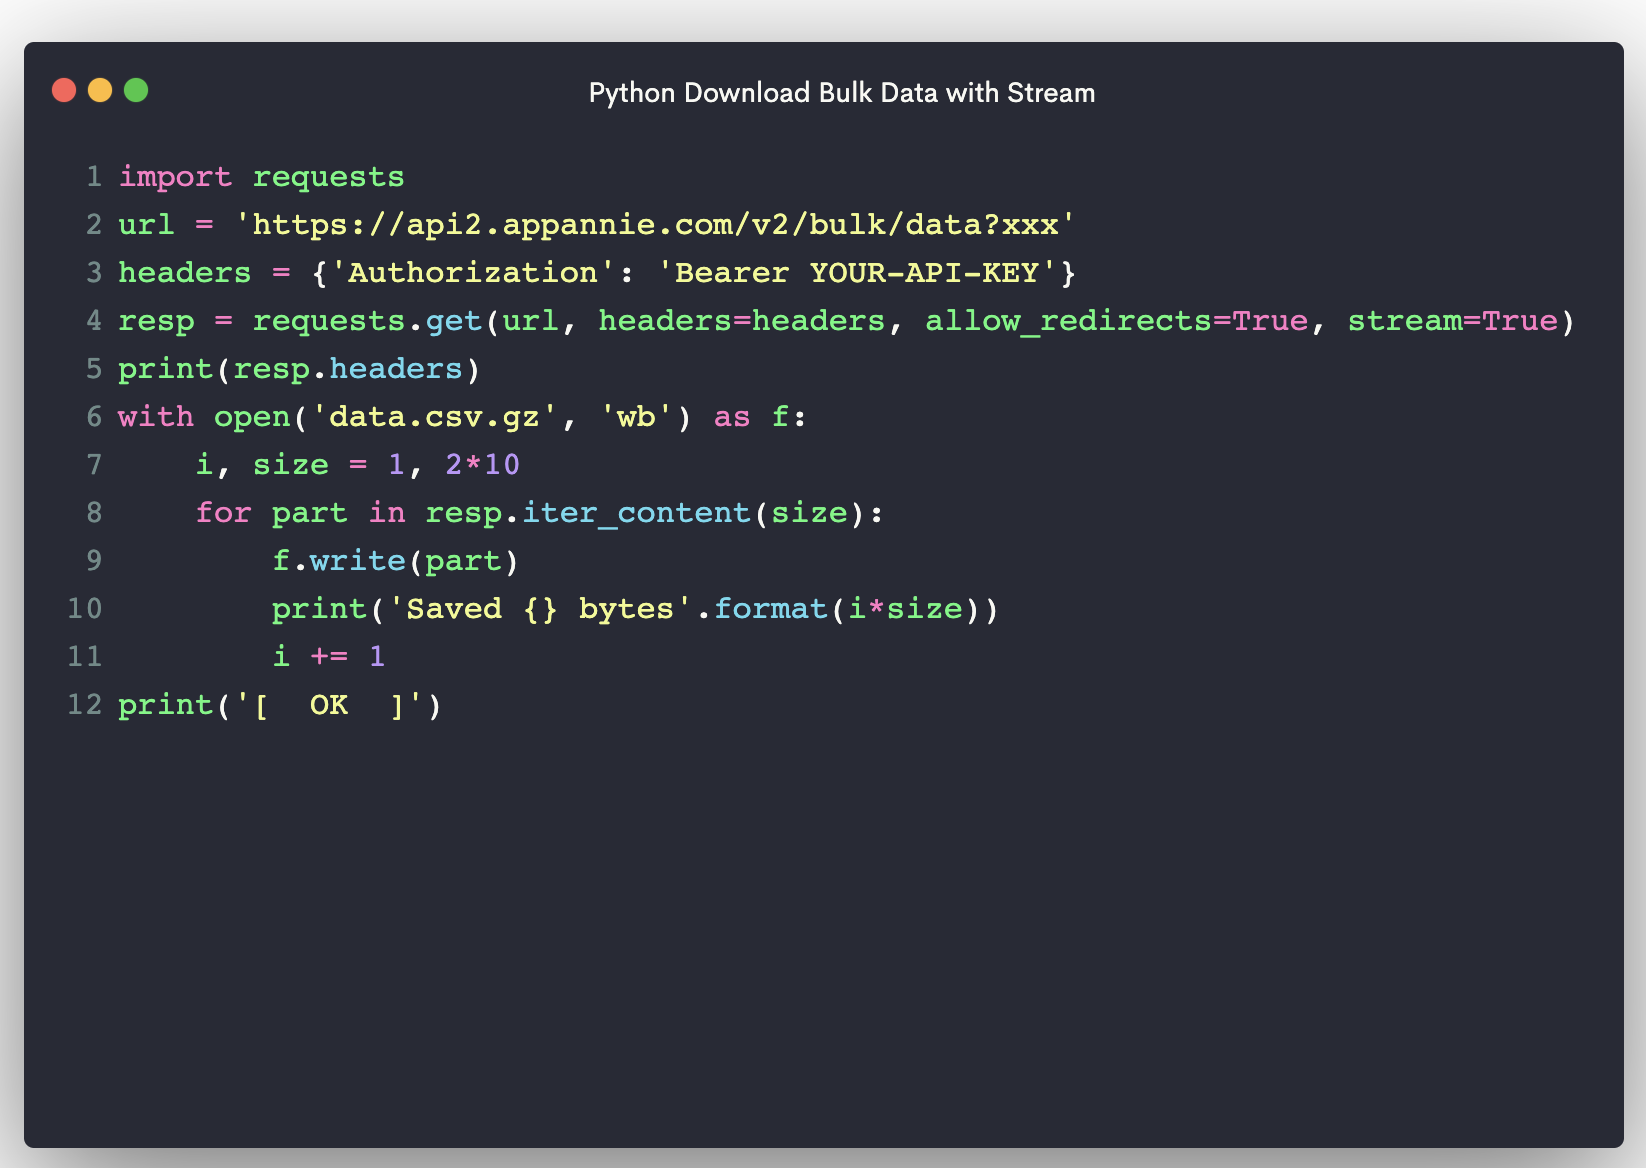 Python Download Bulk Data with Stream
1 import requests
2 url = 'https://api2.appannie.com/v2/bulk/data?xxx'
3 headers = {'Authorization': 'Bearer YOUR-API-KEY'}
4 resp = requests.get(url, headers=headers, allow_redirects=True, stream=True)
5 print(resp.headers)
6 with open('data.csv.gz', 'wb') as f:
7     i, size = 1, 2*10
8     for part in resp.iter_content(size):
9         f.write(part)
10         print('Saved {} bytes'.format(i*size))
11         i += 1
12 print('[  OK  ]')